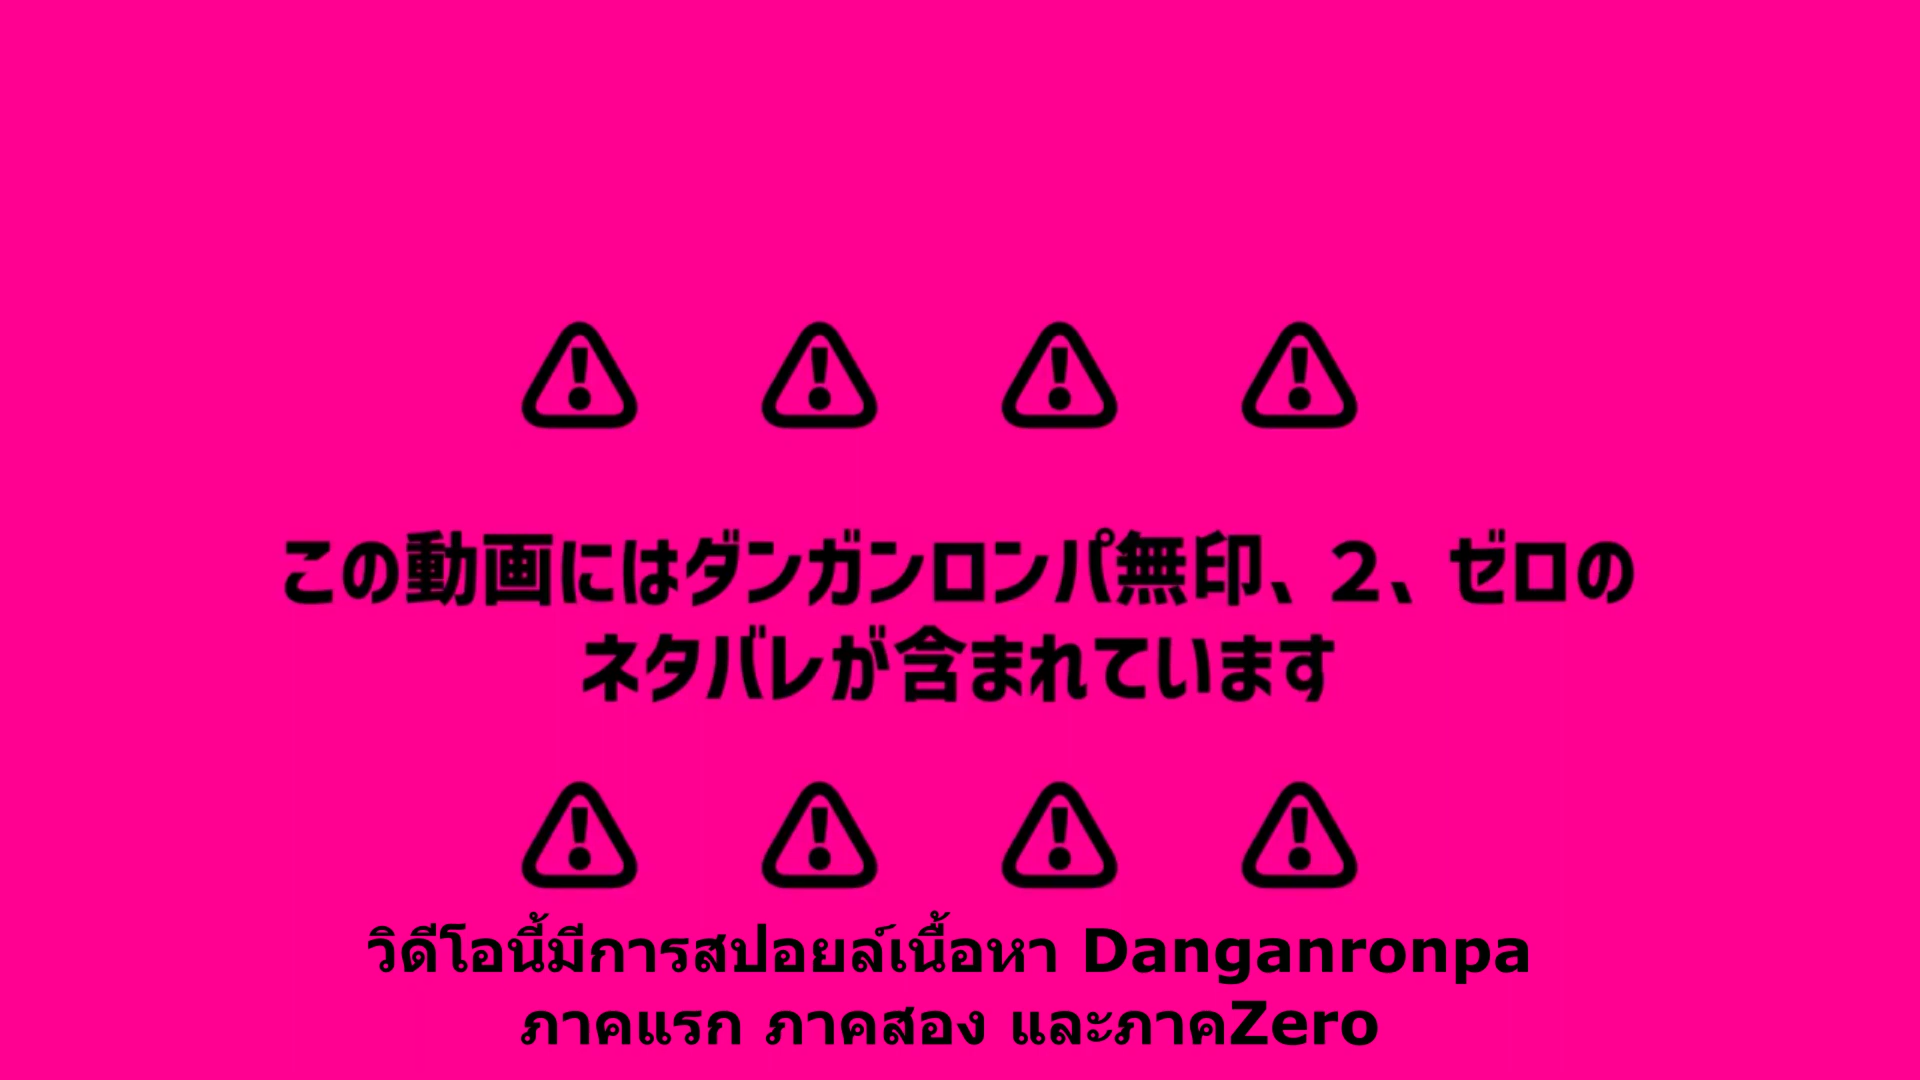 この動画にはダンガンロンパ無印、2、ゼロの
ネタバレが含まれています
วิดีโอนี้มีการสปอยล์เนื้อหา Danganronpa
ภาคแรก ภาคสอง และภาคZero